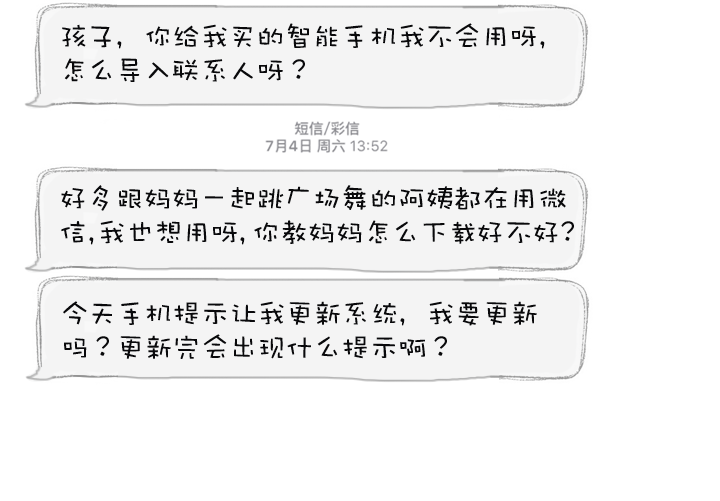 孩子，你给我买的智能手机我不会用呀,
怎么导入联系人呀？
短信/彩信
7月4日 周六 13:52
好多跟妈妈一起跳广场舞的阿姨都在用微
信,我也想用呀,你教妈妈怎么下载好不好?
今天手机提示让我更新系统，我要更新
吗？更新完会出现什么提示啊？